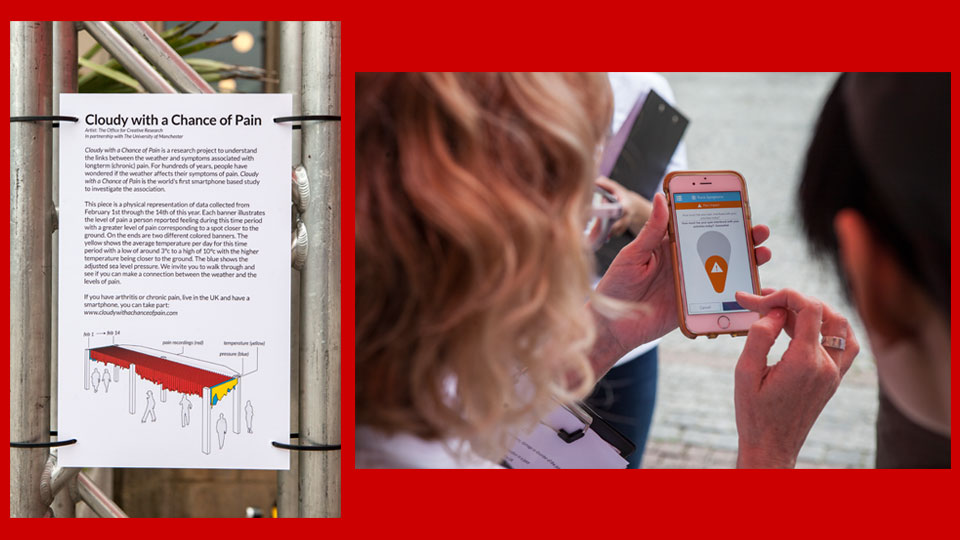 Cloudy with a Chance of Pain
Artist: The Office for Creative Research
In partnership with The University of Manchester
Cloudy with a Chance of Pain is a research project to understand
the links between the weather and symptoms associated with
longterm (chronic) pain. For hundreds of years, people have
wondered if the weather affects their symptoms of pain. Cloudy
with a Chance of Pain is the world's first smartphone based study
to investigate the association.
This piece is a physical representation of data collected from
February 1st through the 14th of this year. Each banner illustrates
the level of pain a person reported feeling during this time period
with a greater level of pain corresponding to a spot closer to the
ground. On the ends are two different colored banners. The
yellow shows the average temperature per day for this time
period with a low of around 3°c to a high of 10°c with the higher
temperature being closer to the ground. The blue shows the
adjusted sea level pressure. We invite you to walk through and
see if you can make a connection between the weather and the
levels of pain.
If you have arthritis or chronic pain, live in the UK and have a
smartphone, you can take part:
www.cloudywithachanceofpain.com
feb 1 → feb 14
pain recordings (red)
temperature (yellow)
pressure (blue)
Cancel